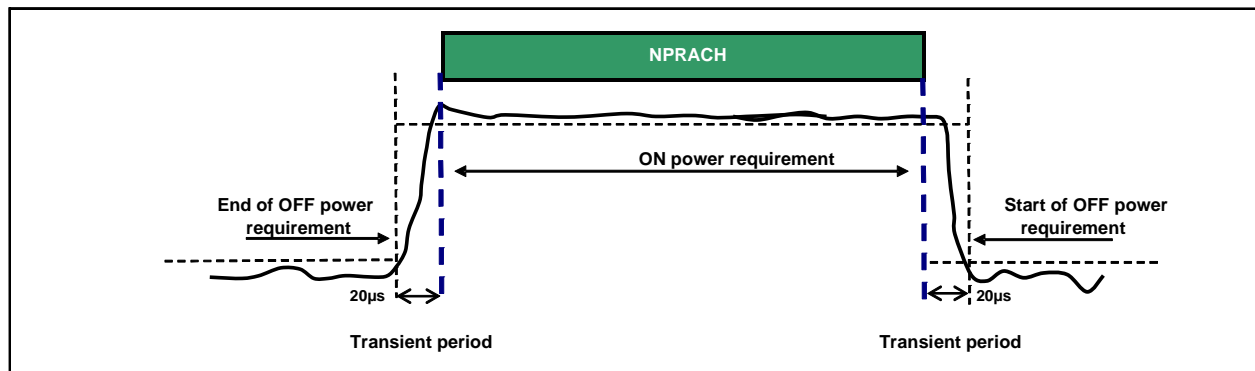 NPRACH
ON power requirement
End of OFF power
requirement
Start of OFF power
requirement
20µs
20µs
Transient period
Transient period